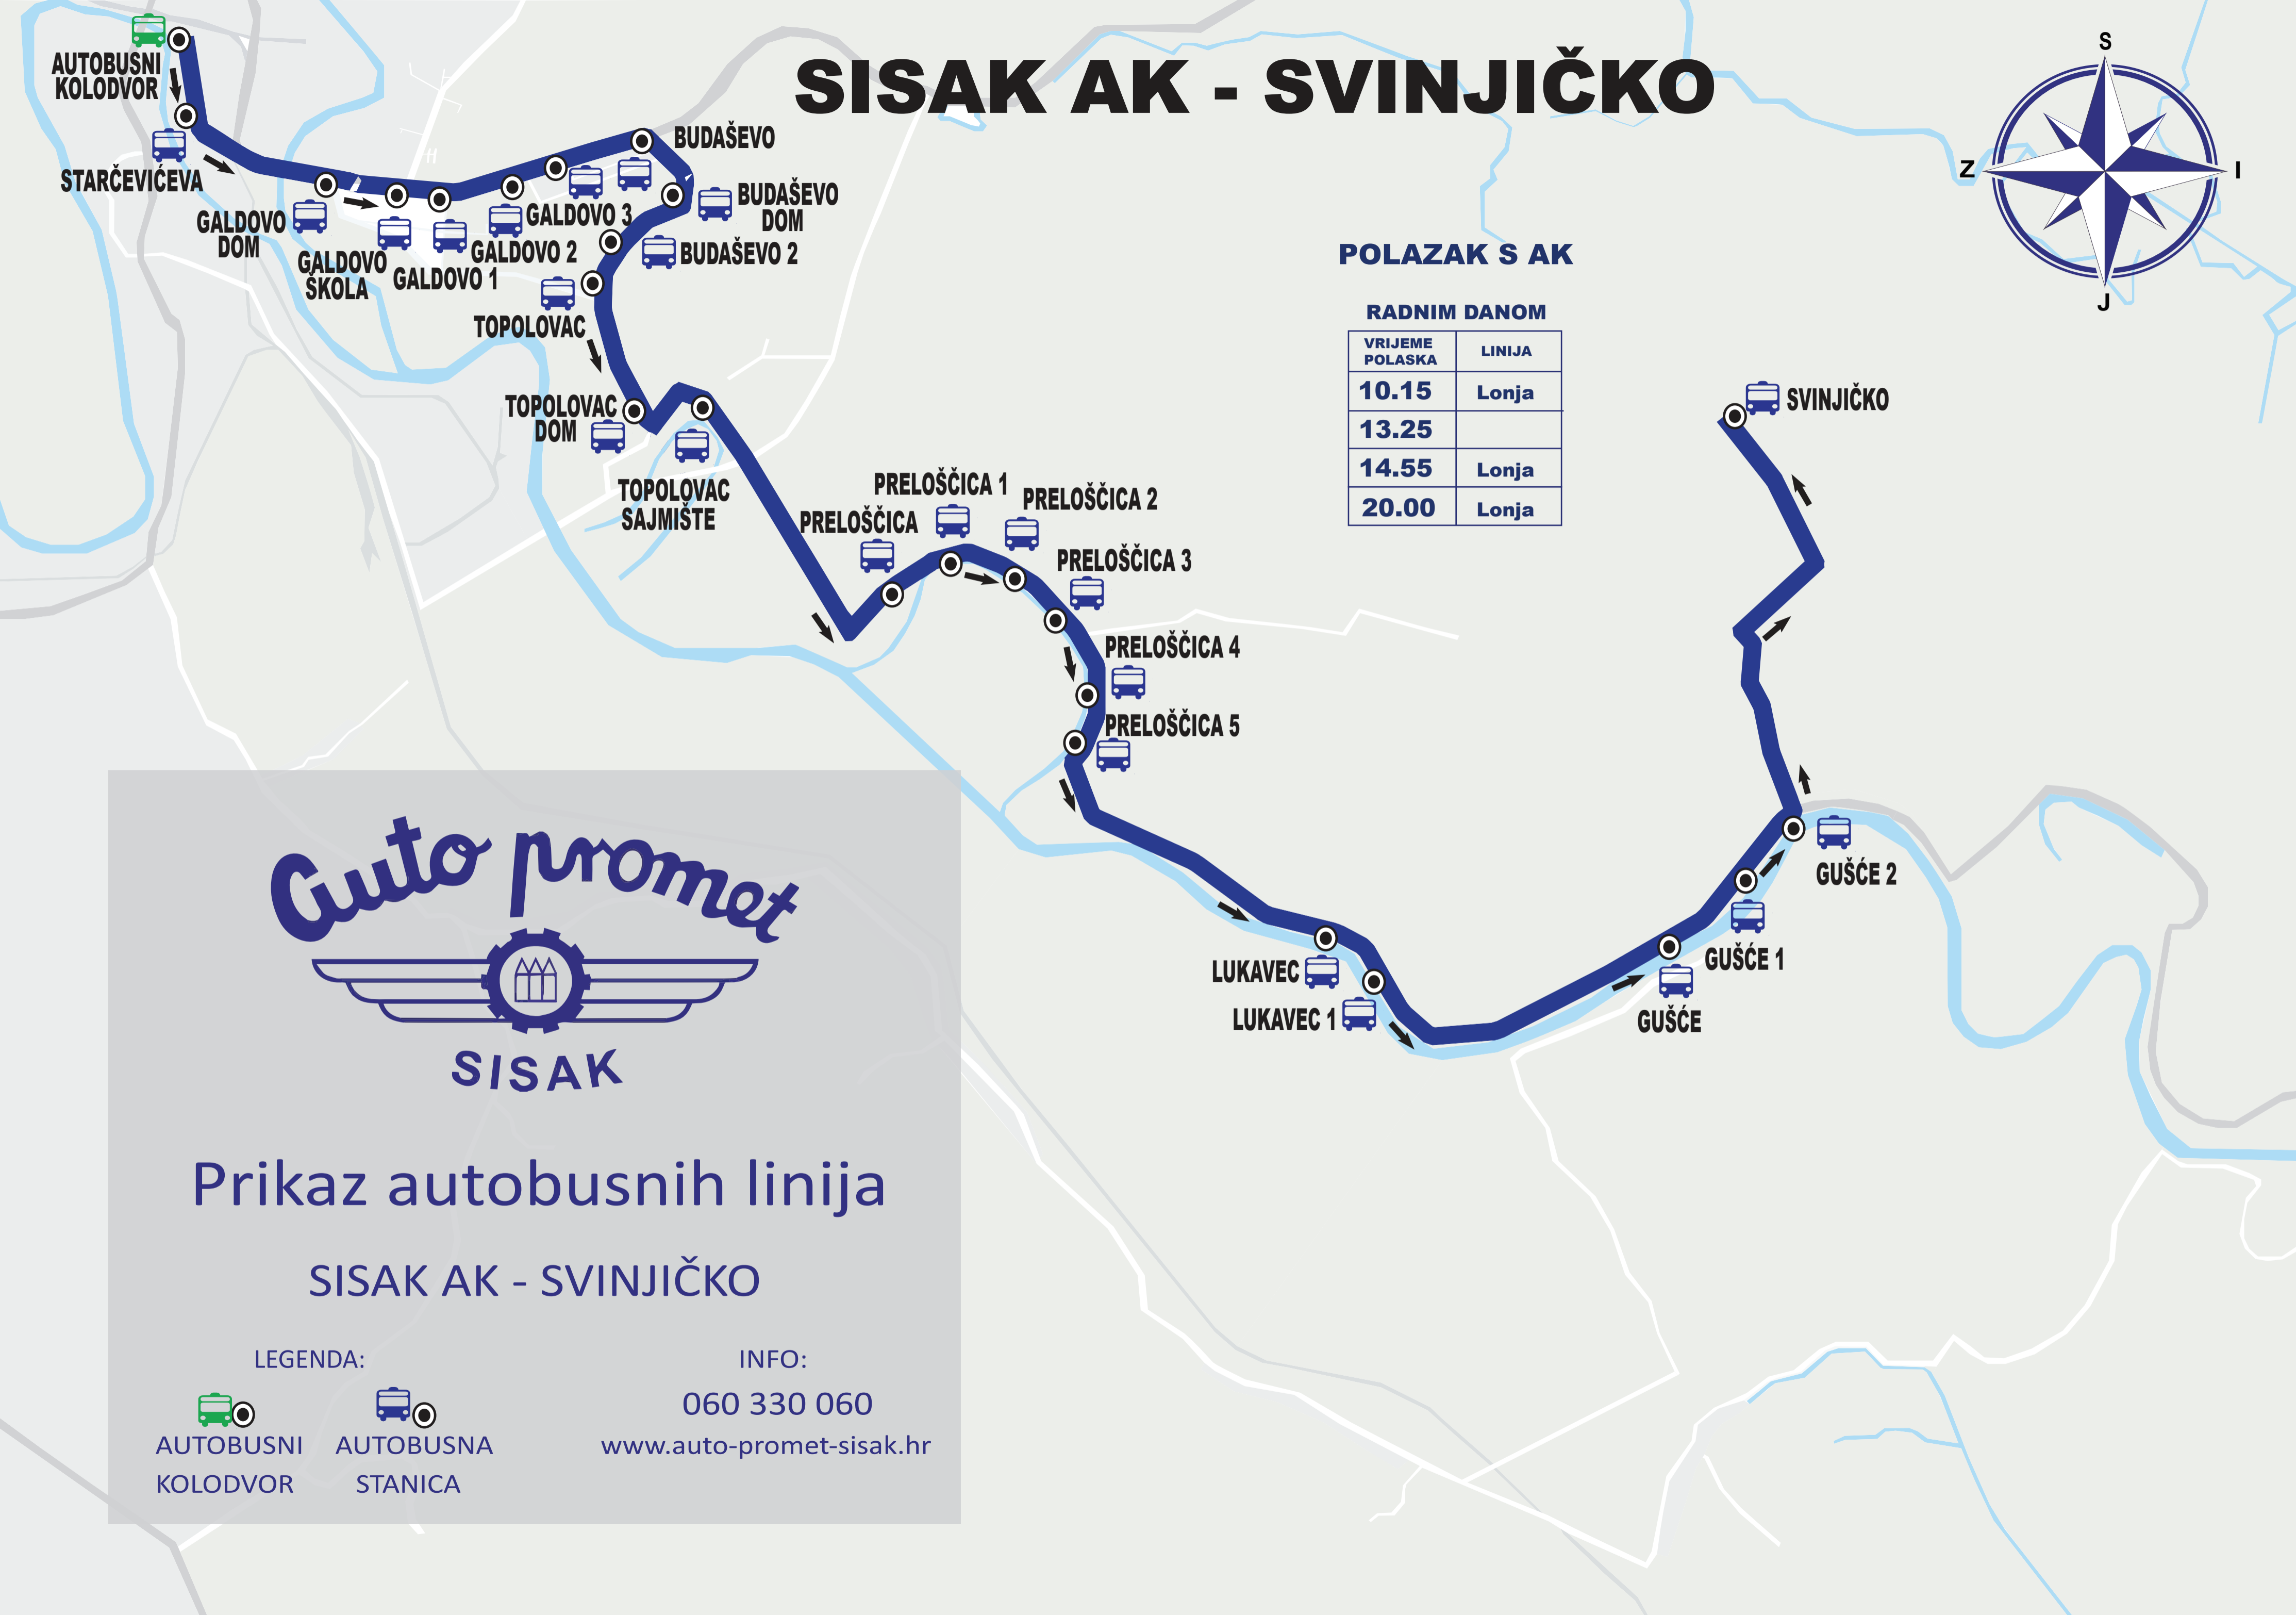 SISAK AK - SVINJIČKO
AUTOBUSNI
KOLODVOR
STARČEVIĆEVA
GALDOVO
DOM
GALDOVO
ŠKOLA
GALDOVO 1
GALDOVO 2
GALDOVO 3
BUDAŠEVO
BUDAŠEVO
DOM
BUDAŠEVO 2
TOPOLOVAC
TOPOLOVAC
DOM
TOPOLOVAC
SAJMIŠTE
PRELOŠČICA
PRELOŠČICA 1
PRELOŠČICA 2
PRELOŠČICA 3
PRELOŠČICA 4
PRELOŠČICA 5
LUKAVEC
LUKAVEC 1
GUŠĆE
GUŠĆE 1
GUŠĆE 2
SVINJIČKO
S
Z
I
J
POLAZAK S AK
RADNIM DANOM
VRIJEME
POLASKA
LINIJA
10.15 Lonja
13.25
14.55 Lonja
20.00 Lonja
Auto promet
SISAK
Prikaz autobusnih linija
SISAK AK - SVINJIČKO
LEGENDA:
AUTOBUSNI
KOLODVOR
AUTOBUSNA
STANICA
INFO:
060 330 060
www.auto-promet-sisak.hr